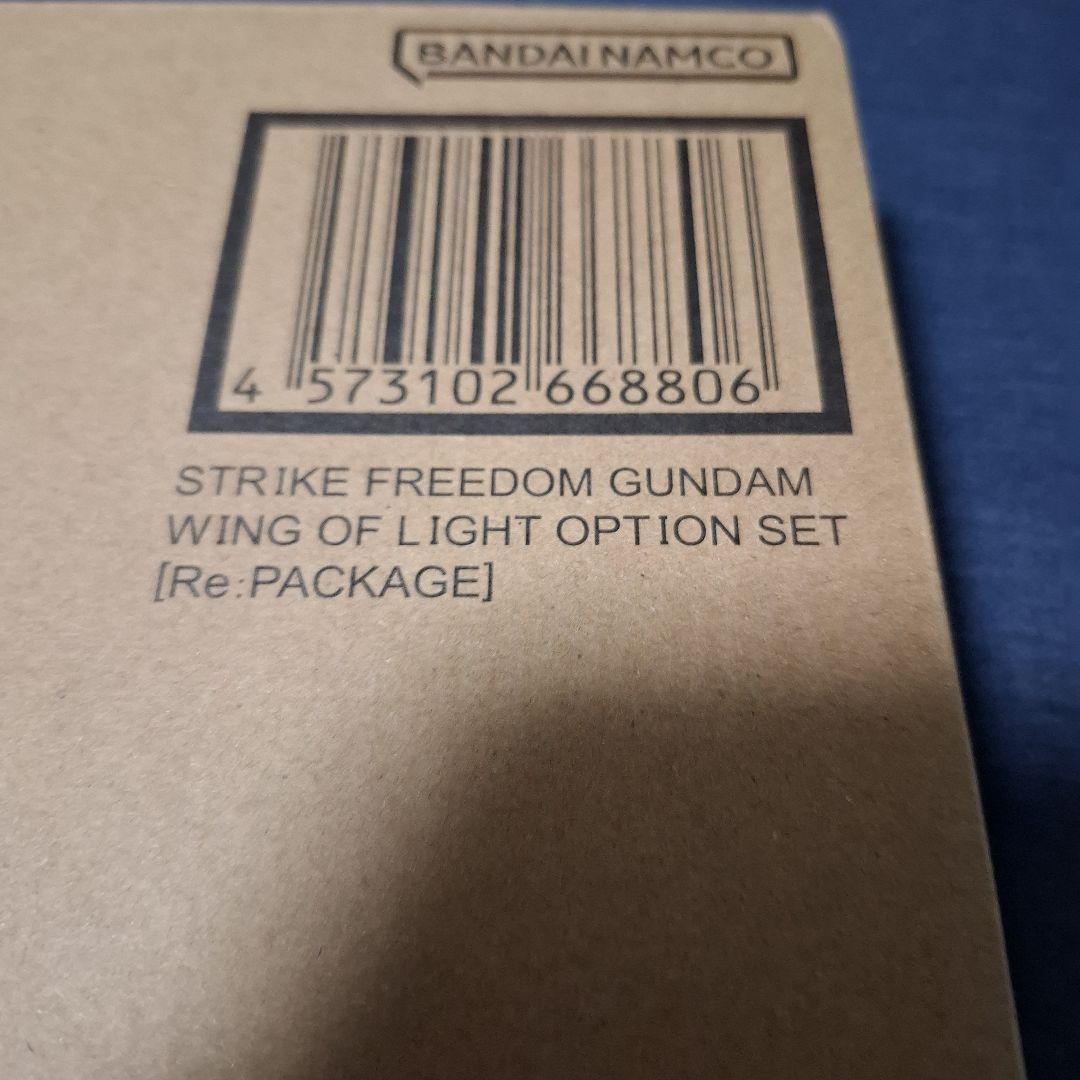 BANDAI NAMCO
4 573102 668806
STRIKE FREEDOM GUNDAM
WING OF LIGHT OPTION SET
[Re:PACKAGE]